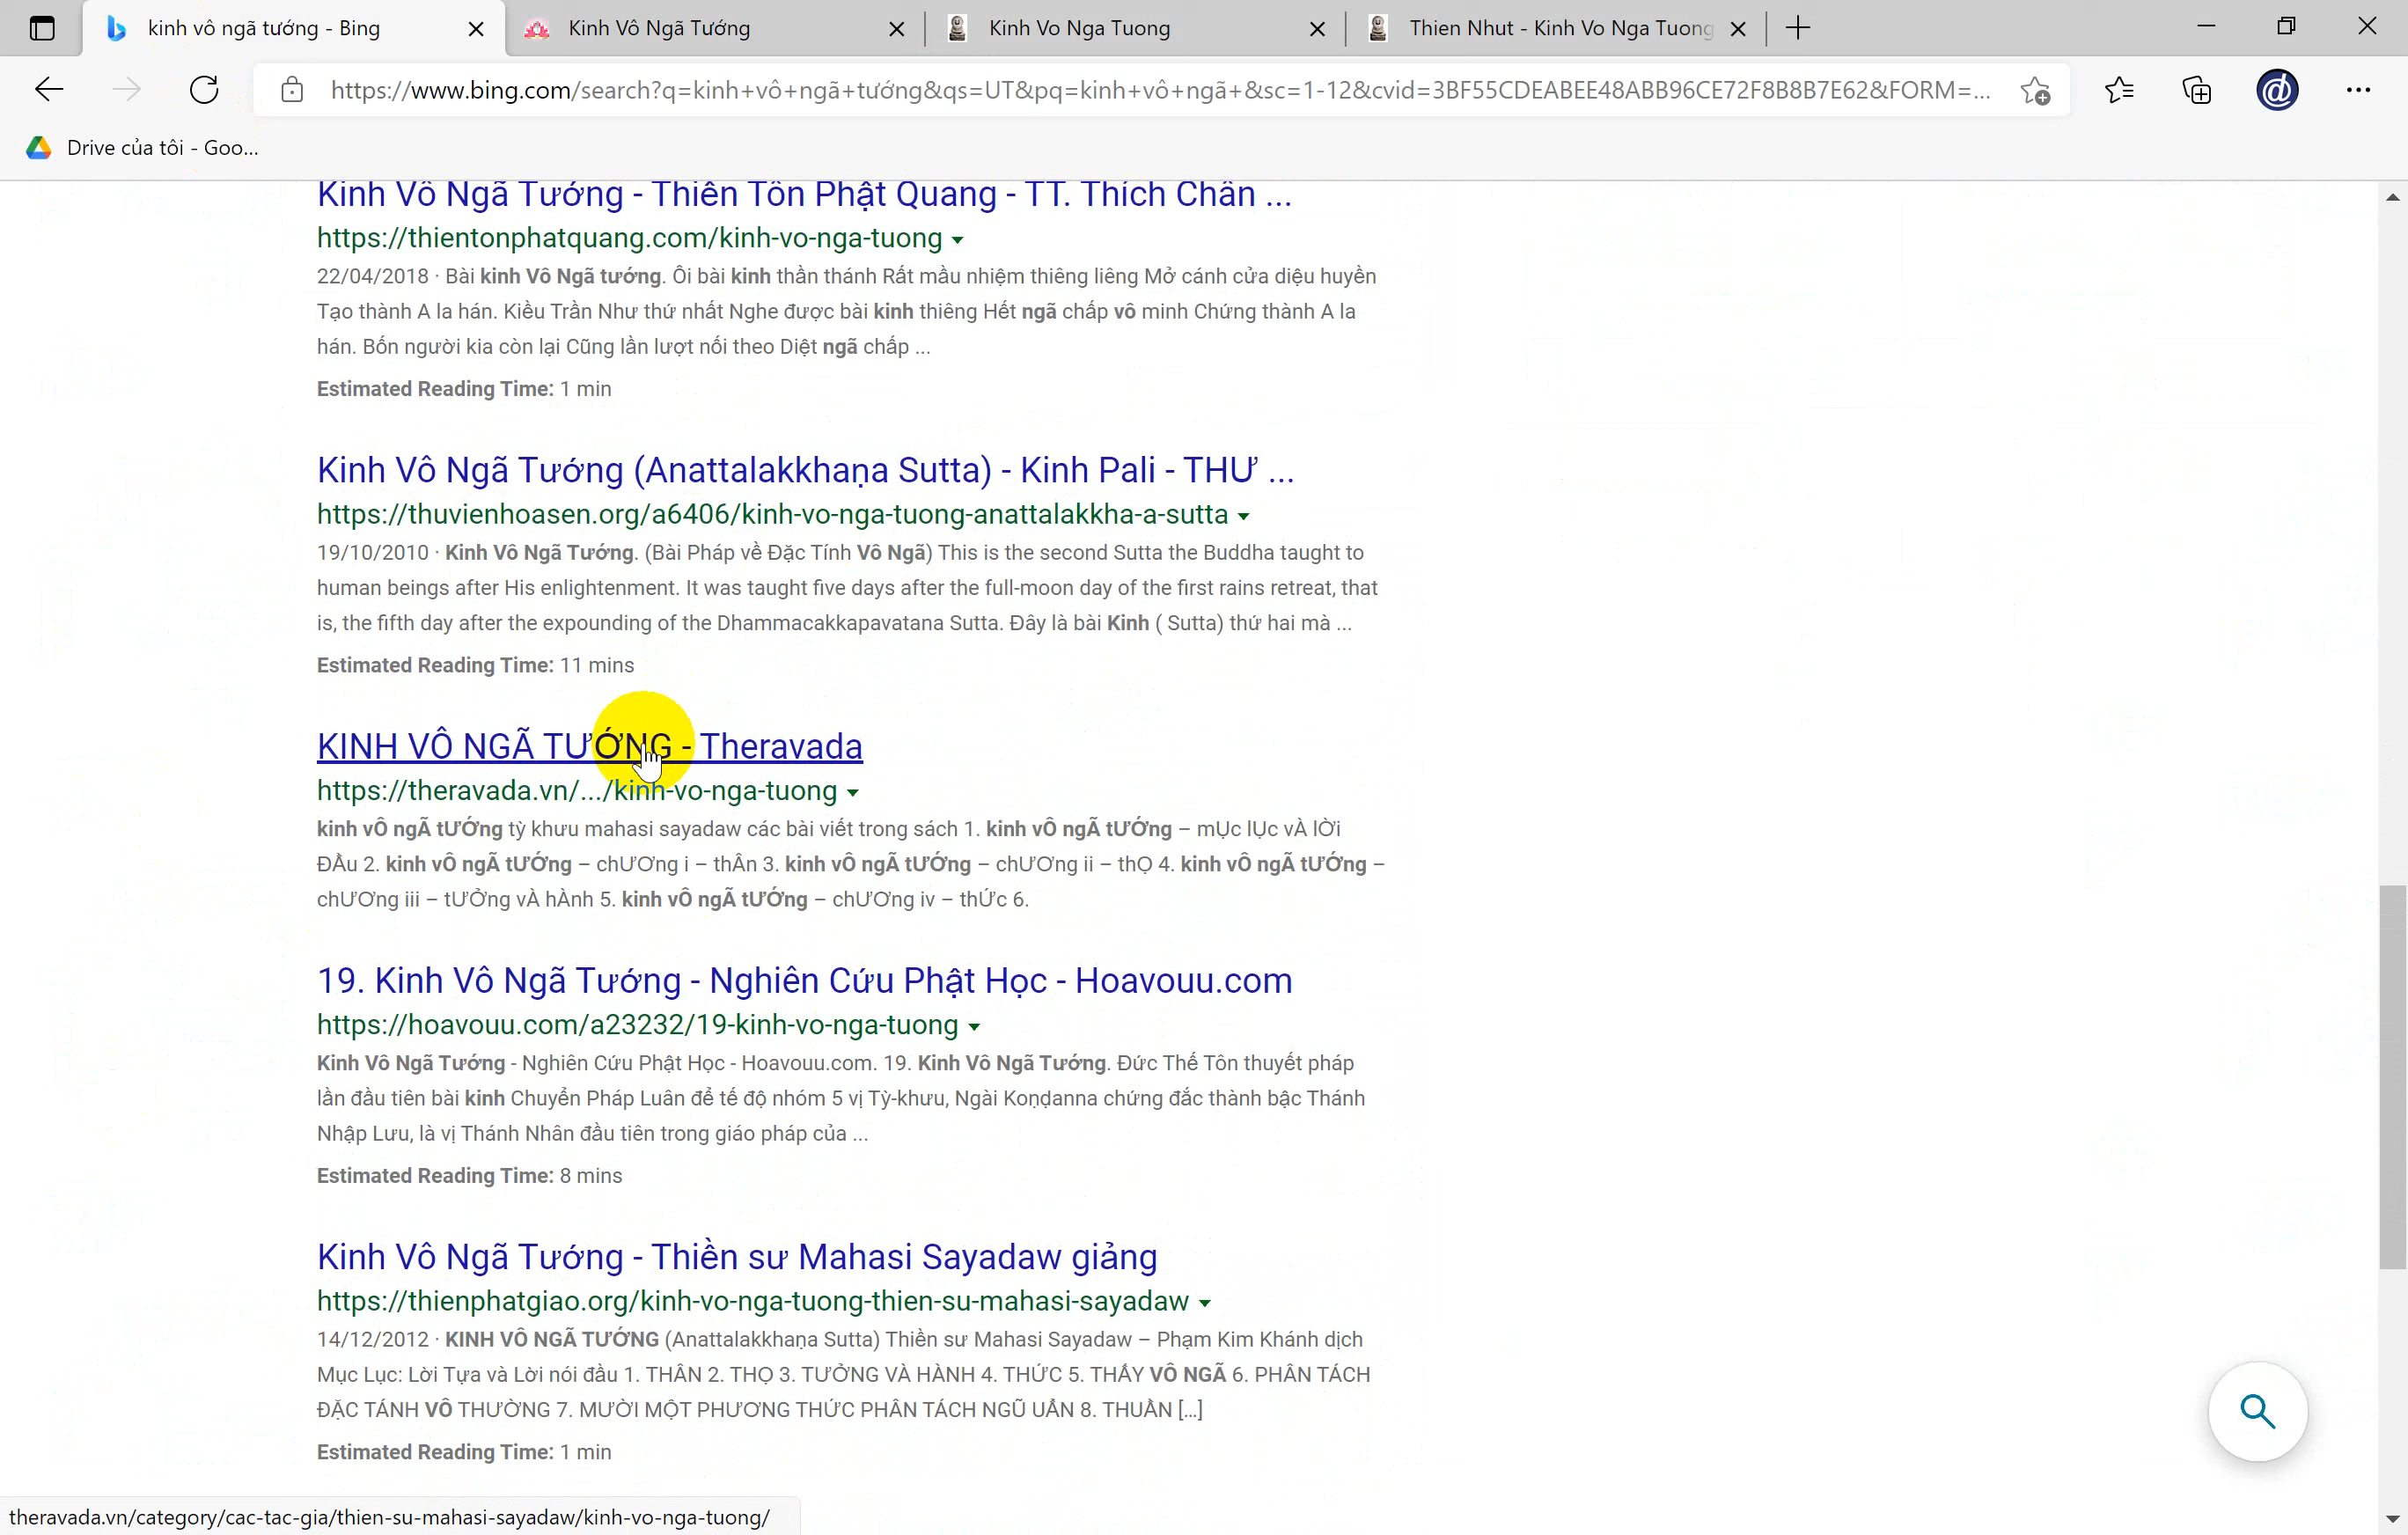 kinh vô ngã tướng - Bing
Kinh Vô Ngã Tướng
Kinh Vo Nga Tuong
Thien Nhut - Kinh Vo Nga Tuong
https://www.bing.com/search?q=kinh+vô+ngã+tướng&qs=UT&pq=kinh+vô+ngã+&sc=1-12&cvid=3BF55CDEABEE48ABB96CE72F8B8B7E62&FORM=...
Drive của tôi - Goo...
Kinh Vô Ngã Tướng - Thiền Tôn Phật Quang - TT. Thích Chân ...
https://thientonphatquang.com/kinh-vo-nga-tuong
22/04/2018 · Bài kinh Vô Ngã tướng. Ôi bài kinh thần thánh Rất mầu nhiệm thiêng liêng Mở cánh cửa diệu huyền
Tạo thành A la hán. Kiều Trần Như thứ nhất Nghe được bài kinh thiêng Hết ngã chấp vô minh Chứng thành A la
hán. Bốn người kia còn lại Cũng lần lượt nối theo Diệt ngã chấp ...
Estimated Reading Time: 1 min
Kinh Vô Ngã Tướng (Anattalakkhaṇa Sutta) - Kinh Pali - THƯ ...
https://thuvienhoasen.org/a6406/kinh-vo-nga-tuong-anattalakkha-a-sutta
19/10/2010 · Kinh Vô Ngã Tướng. (Bài Pháp về Đặc Tính Vô Ngã) This is the second Sutta the Buddha taught to
human beings after His enlightenment. It was taught five days after the full-moon day of the first rains retreat, that
is, the fifth day after the expounding of the Dhammacakkapavatana Sutta. Đây là bài Kinh ( Sutta) thứ hai mà ...
Estimated Reading Time: 11 mins
KINH VÔ NGÃ TƯỚNG - Theravada
https://theravada.vn/.../kinh-vo-nga-tuong
kinh vÔ ngÃ tƯỚng tỳ khưu mahasi sayadaw các bài viết trong sách 1. kinh vÔ ngÃ tƯỚng – mỤc lỤc vÀ lỜi
ĐẦu 2. kinh vÔ ngÃ tƯỚng – chƯƠng i – thÂn 3. kinh vÔ ngÃ tƯỚng – chƯƠng ii – thỌ 4. kinh vÔ ngÃ tƯỚng –
chƯƠng iii – tƯỞng vÀ hÀnh 5. kinh vÔ ngÃ tƯỚng – chƯƠng iv – thỨc 6.
19. Kinh Vô Ngã Tướng - Nghiên Cứu Phật Học - Hoavouu.com
https://hoavouu.com/a23232/19-kinh-vo-nga-tuong
Kinh Vô Ngã Tướng - Nghiên Cứu Phật Học - Hoavouu.com. 19. Kinh Vô Ngã Tướng. Đức Thế Tôn thuyết pháp
lần đầu tiên bài kinh Chuyển Pháp Luân để tế độ nhóm 5 vị Tỳ-khưu, Ngài Koṇḍanna chứng đắc thành bậc Thánh
Nhập Lưu, là vị Thánh Nhân đầu tiên trong giáo pháp của ...
Estimated Reading Time: 8 mins
Kinh Vô Ngã Tướng - Thiền sư Mahasi Sayadaw giảng
https://thienphatgiao.org/kinh-vo-nga-tuong-thien-su-mahasi-sayadaw
14/12/2012 · KINH VÔ NGÃ TƯỚNG (Anattalakkhaṇa Sutta) Thiền sư Mahasi Sayadaw – Phạm Kim Khánh dịch
Mục Lục: Lời Tựa và Lời nói đầu 1. THÂN 2. THỌ 3. TƯỞNG VÀ HÀNH 4. THỨC 5. THẤY VÔ NGÃ 6. PHÂN TÁCH
ĐẶC TÁNH VÔ THƯỜNG 7. MƯỜI MỘT PHƯƠNG THỨC PHÂN TÁCH NGŨ UẨN 8. THUẦN [...]
Estimated Reading Time: 1 min
theravada.vn/category/cac-tac-gia/thien-su-mahasi-sayadaw/kinh-vo-nga-tuong/